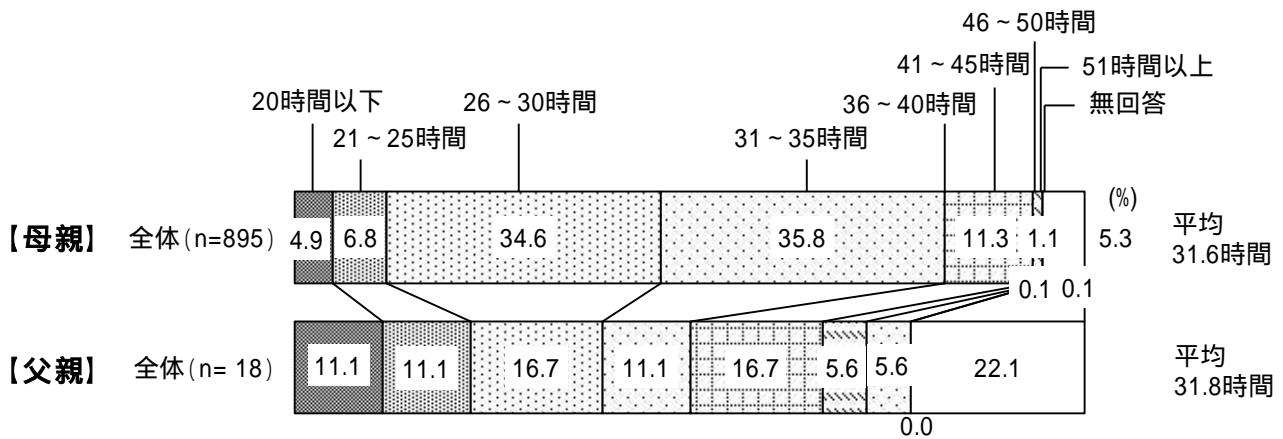 46～50時間
41～45時間
51時間以上
20時間以下
26～30時間
36～40時間
無回答
21～25時間
31～35時間
(%)
【母親】 全体(n=895) 4.9 6.8 34.6 35.8 11.3 1.1 5.3 平均
31.6時間
0.1 0.1
【父親】 全体(n= 18) 11.1 11.1 16.7 11.1 16.7 5.6 5.6 22.1 平均
31.8時間
0.0